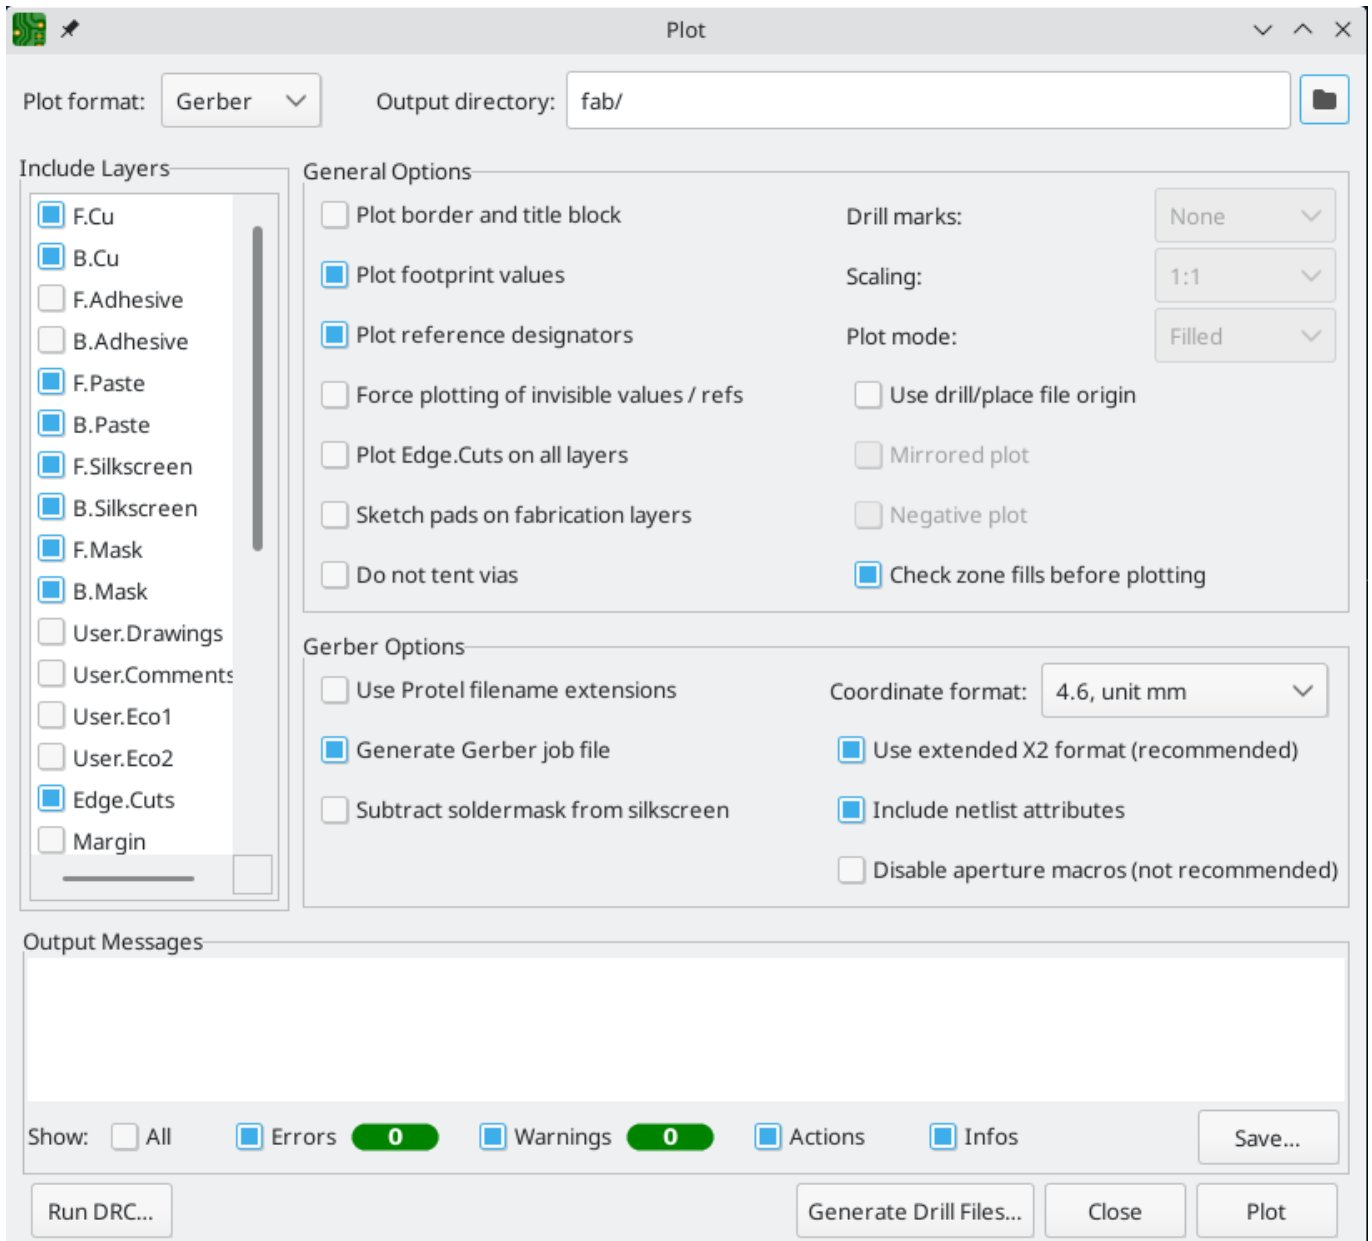 Plot
Plot format: Gerber Output directory: fab/
Include Layers
F.Cu
B.Cu
F.Adhesive
B.Adhesive
F.Paste
B.Paste
F.Silkscreen
B.Silkscreen
F.Mask
B.Mask
User.Drawings
User.Comments
User.Eco1
User.Eco2
Edge.Cuts
Margin
General Options
Plot border and title block
Plot footprint values
Plot reference designators
Force plotting of invisible values / refs
Plot Edge.Cuts on all layers
Sketch pads on fabrication layers
Do not tent vias
Drill marks: None
Scaling: 1:1
Plot mode: Filled
Use drill/place file origin
Mirrored plot
Negative plot
Check zone fills before plotting
Gerber Options
Use Protel filename extensions
Generate Gerber job file
Subtract soldermask from silkscreen
Coordinate format: 4.6, unit mm
Use extended X2 format (recommended)
Include netlist attributes
Disable aperture macros (not recommended)
Output Messages
Show: All Errors 0 Warnings 0 Actions Infos Save...
Run DRC... Generate Drill Files... Close Plot